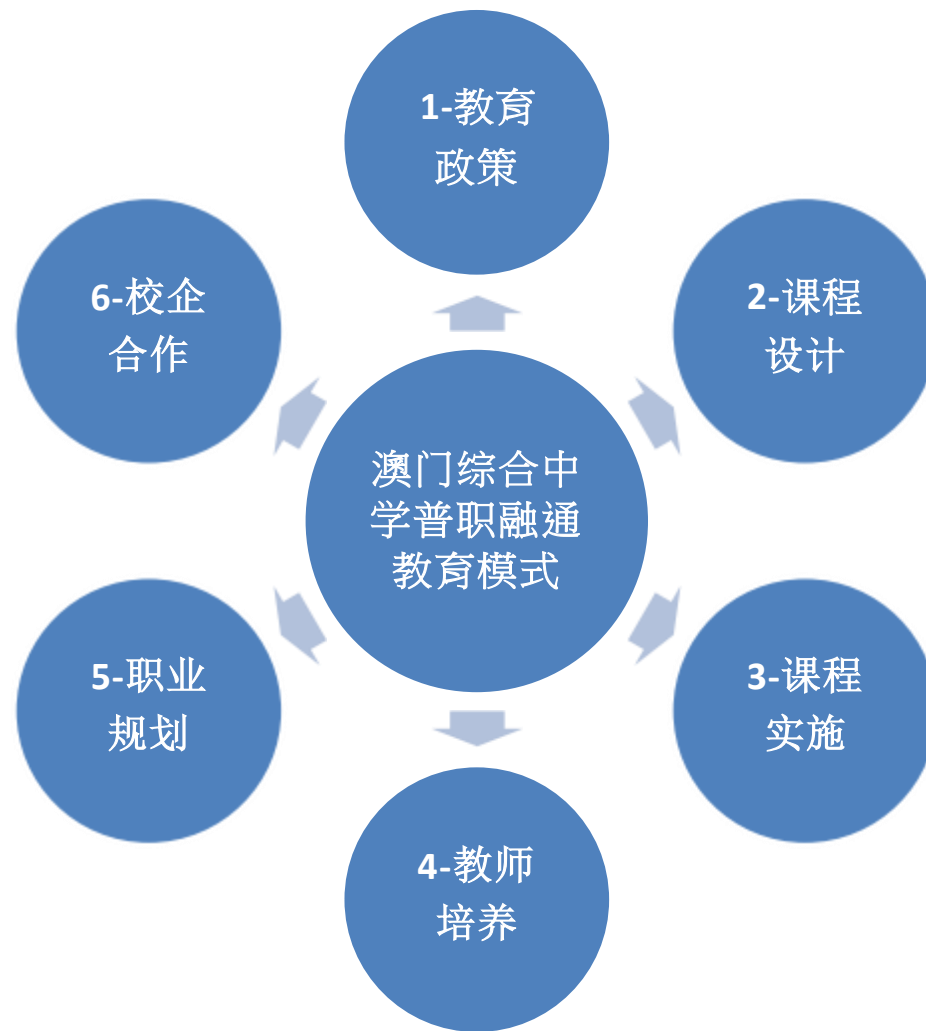 1-教育
政策
2-课程
设计
3-课程
实施
4-教师
培养
5-职业
规划
6-校企
合作
澳门综合中
学普职融通
教育模式